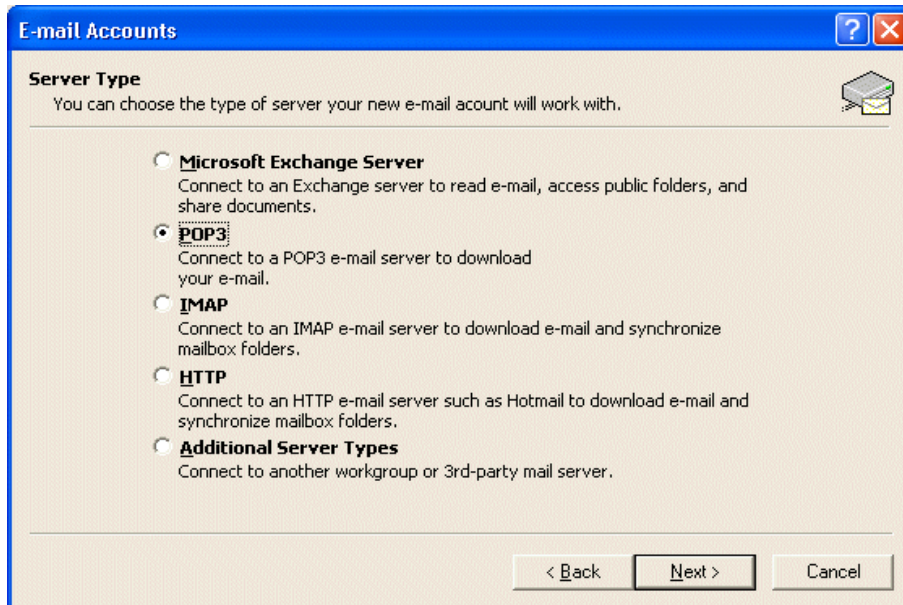 E-mail Accounts
Server Type
You can choose the type of server your new e-mail acount will work with.
Microsoft Exchange Server
Connect to an Exchange server to read e-mail, access public folders, and
share documents.
POP3
Connect to a POP3 e-mail server to download
your e-mail.
IMAP
Connect to an IMAP e-mail server to download e-mail and synchronize
mailbox folders.
HTTP
Connect to an HTTP e-mail server such as Hotmail to download e-mail and
synchronize mailbox folders.
Additional Server Types
Connect to another workgroup or 3rd-party mail server.
< Back Next > Cancel